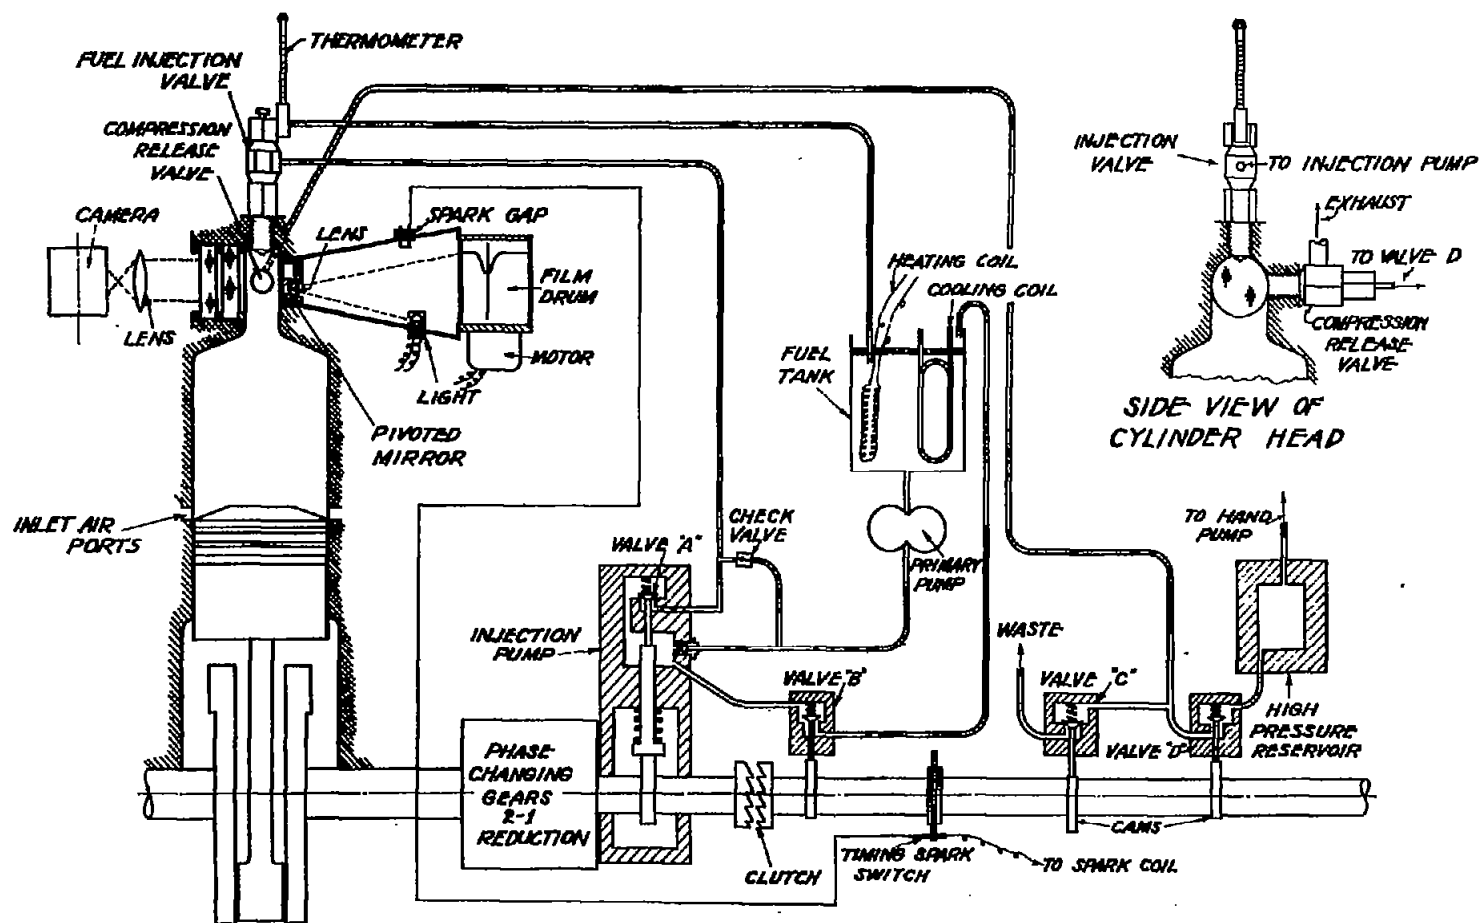 THERMOMETER
FUEL INJECTION
VALVE
COMPRESSION
RELEASE
VALVE
CAMERA
SPARK GAP
LENS
LENS
FILM
DRUM
MOTOR
LIGHT
PIVOTED
MIRROR
INLET AIR
PORTS
HEATING COIL
COOLING COIL
FUEL
TANK
INJECTION
VALVE
TO INJECTION PUMP
EXHAUST
TO VALVE D
COMPRESSION
RELEASE
VALVE
SIDE VIEW OF
CYLINDER HEAD
CHECK
VALVE
VALVE "A"
PRIMARY
PUMP
TO HAND
PUMP
INJECTION
PUMP
WASTE
VALVE "B"
VALVE "C"
VALVE "D"
HIGH
PRESSURE
RESERVOIR
PHASE
CHANGING
GEARS
2-1
REDUCTION
CLUTCH
TIMING SPARK
SWITCH
CAMS
TO SPARK COIL